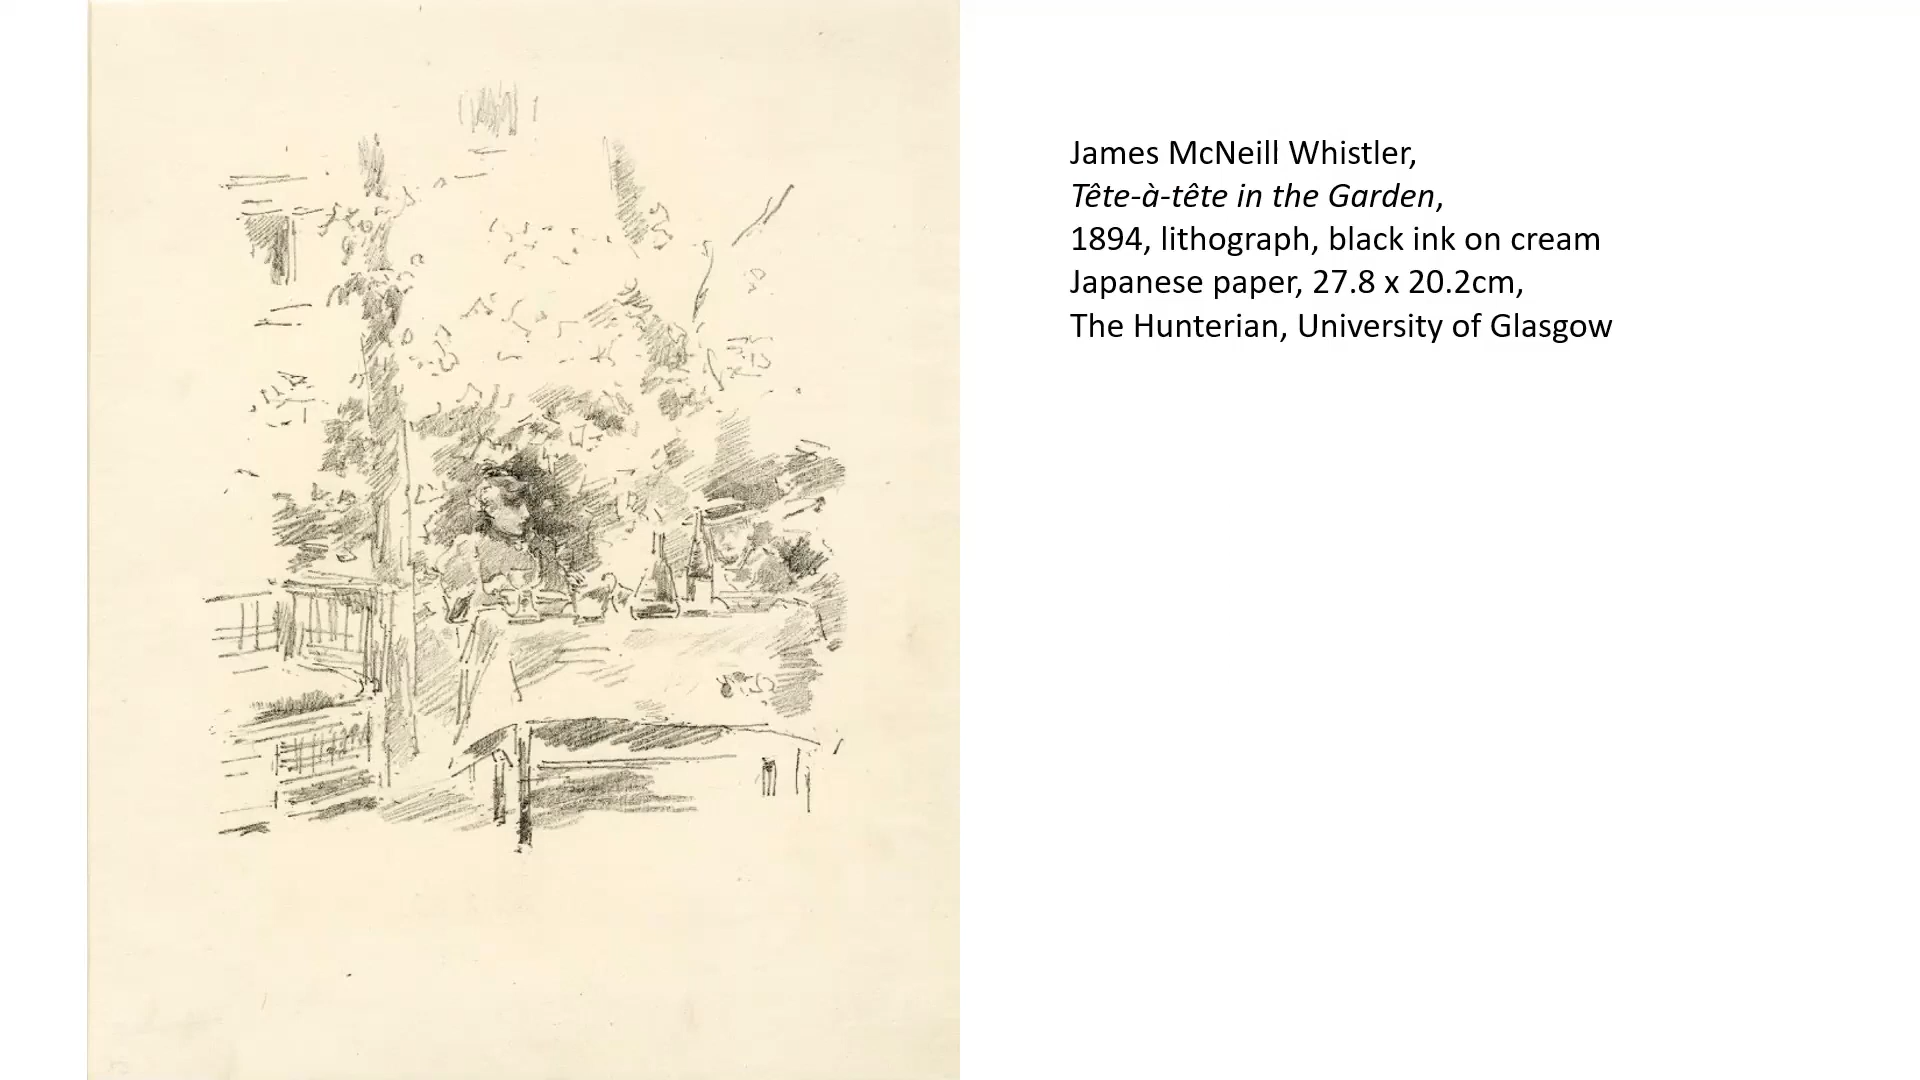 James McNeill Whistler,
Tête-à-tête in the Garden,
1894, lithograph, black ink on cream
Japanese paper, 27.8 x 20.2cm,
The Hunterian, University of Glasgow